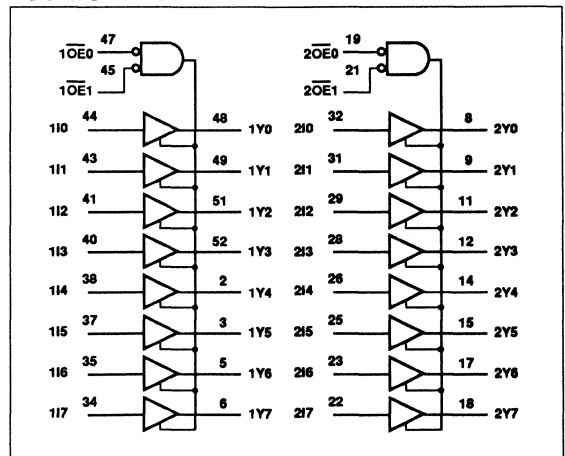 47 19
1OE0 2OE0
45 21
1OE1 2OE1
44 48 32 8
1I0 1Y0 2I0 2Y0
43 49 31 9
1I1 1Y1 2I1 2Y1
41 51 29 11
1I2 1Y2 2I2 2Y2
40 52 28 12
1I3 1Y3 2I3 2Y3
38 2 26 14
1I4 1Y4 2I4 2Y4
37 3 25 15
1I5 1Y5 2I5 2Y5
35 5 23 17
1I6 1Y6 2I6 2Y6
34 6 22 18
1I7 1Y7 2I7 2Y7